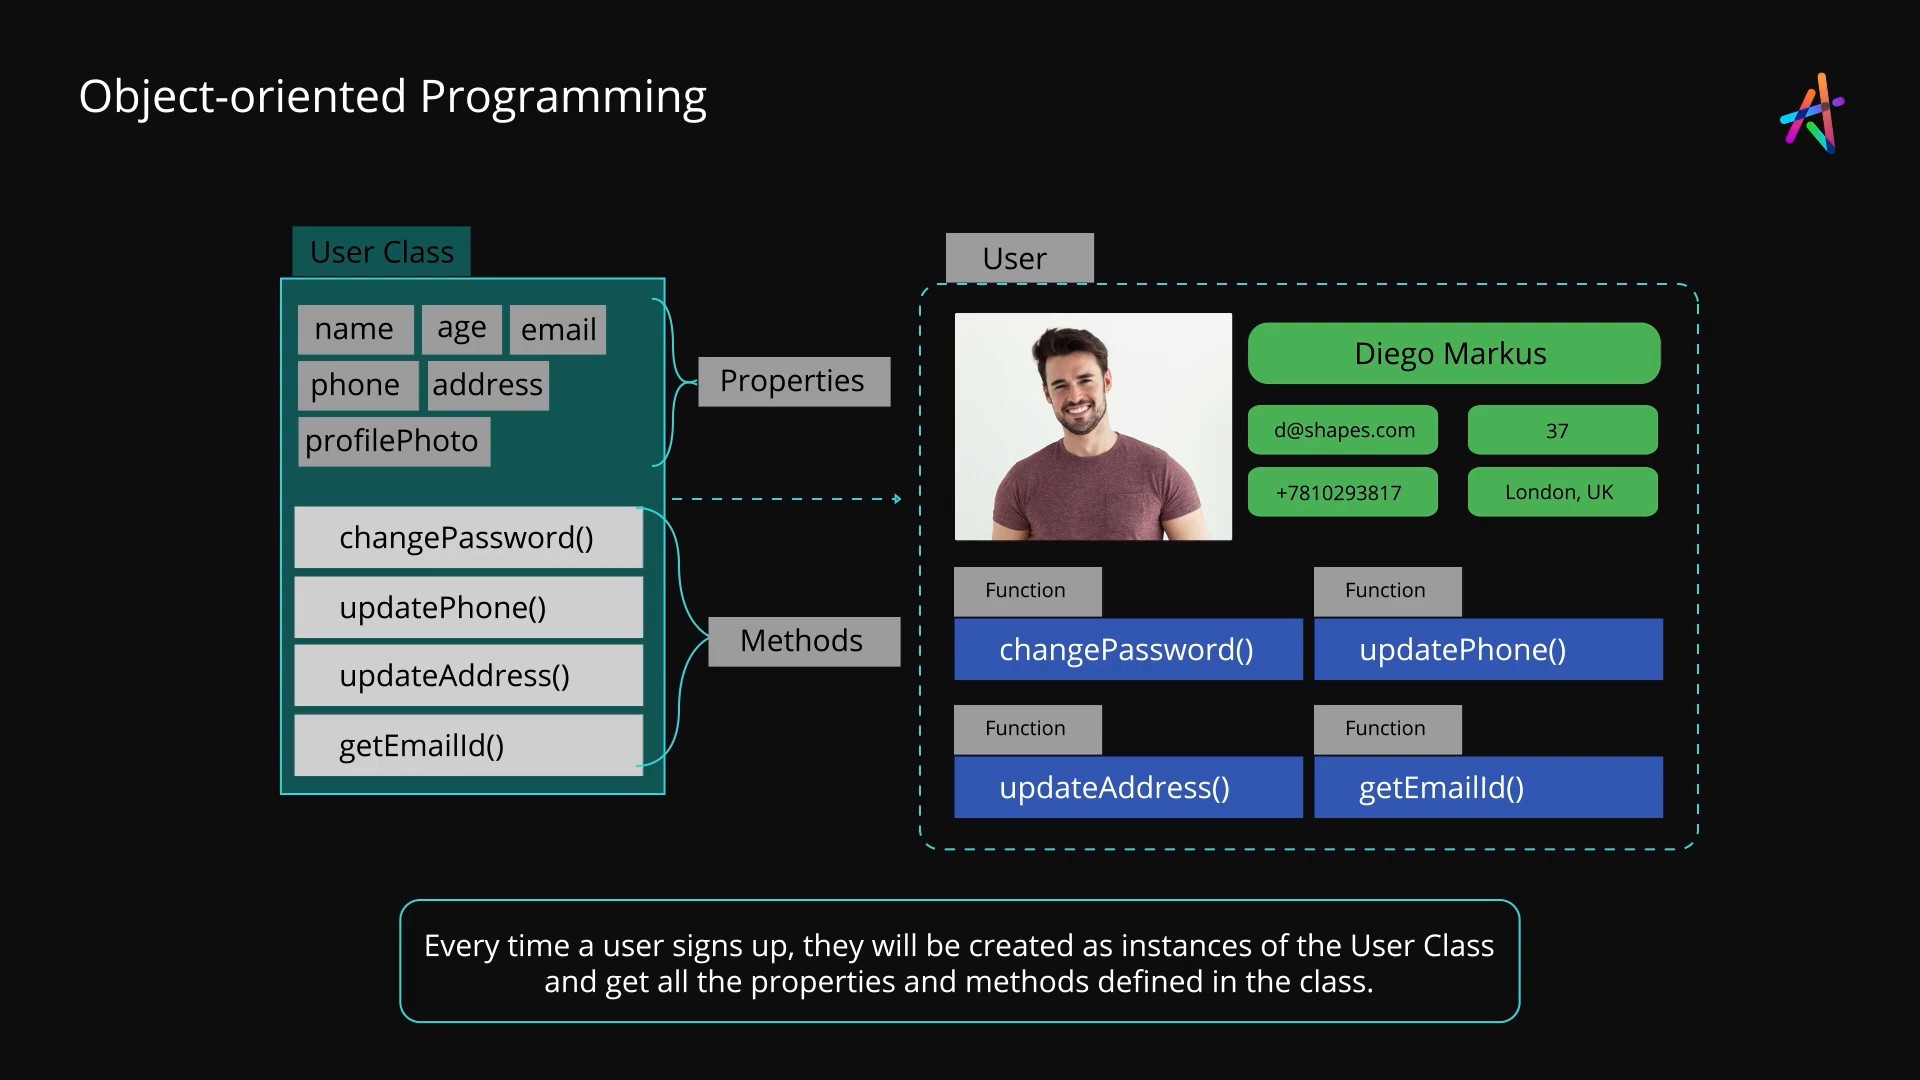 Object-oriented Programming
User Class
name
age
email
phone
address
profilePhoto
Properties
changePassword()
updatePhone()
updateAddress()
getEmailId()
Methods
User
Diego Markus
d@shapes.com
37
+7810293817
London, UK
Function
changePassword()
Function
updatePhone()
Function
updateAddress()
Function
getEmailId()
Every time a user signs up, they will be created as instances of the User Class
and get all the properties and methods defined in the class.